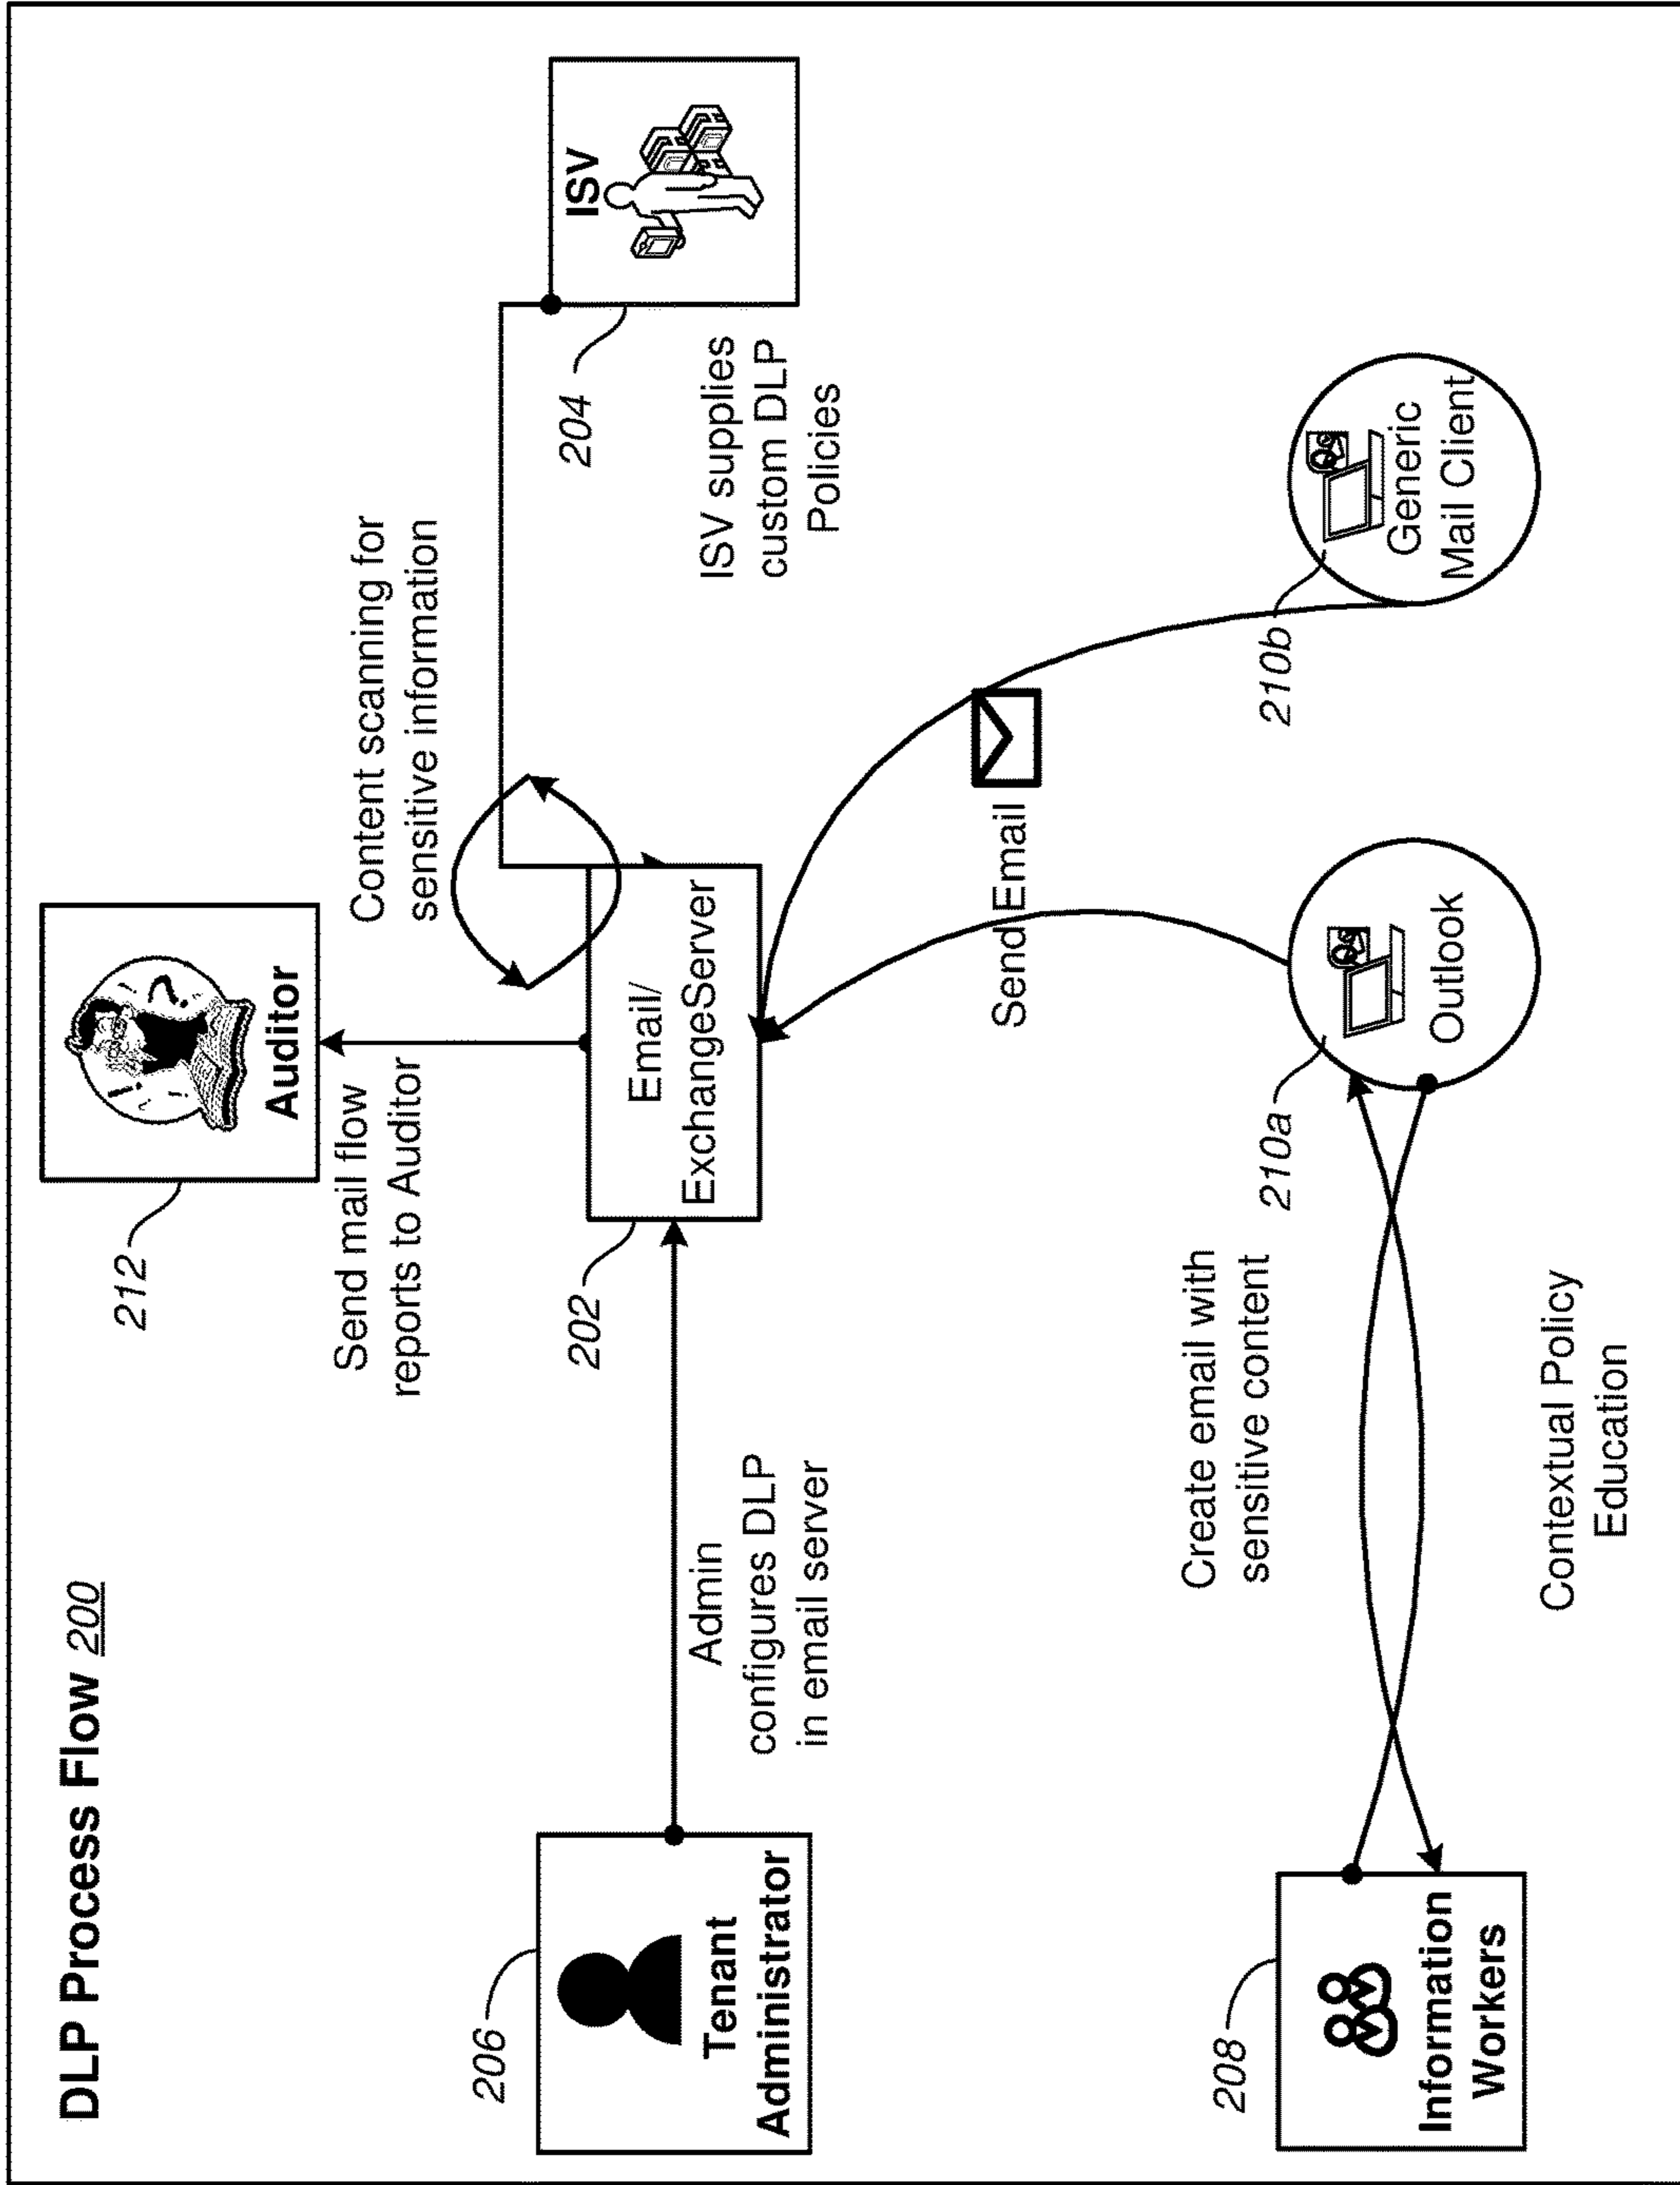 DLP Process Flow 200
212
Auditor
Send mail flow
reports to Auditor
Content scanning for
sensitive information
206
Tenant
Administrator
Admin
configures DLP
in email server
202
Email/
ExchangeServer
204
ISV
ISV supplies
custom DLP
Policies
Send Email
208
Information
Workers
Create email with
sensitive content
Contextual Policy
Education
210a
Outlook
210b
Generic
Mail Client